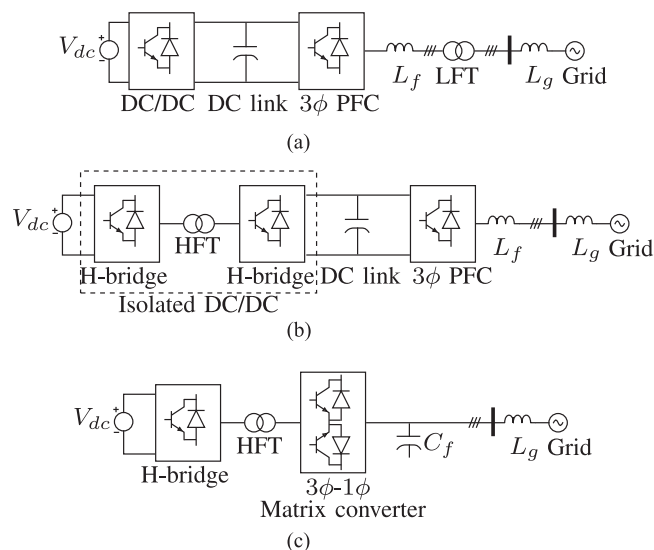 V_dc + -
DC/DC DC link 3ϕ PFC L_f LFT L_g Grid
(a)
V_dc + -
H-bridge HFT H-bridge DC link 3ϕ PFC L_f L_g Grid
Isolated DC/DC
(b)
V_dc + -
H-bridge HFT 3ϕ-1ϕ C_f L_g Grid
Matrix converter
(c)